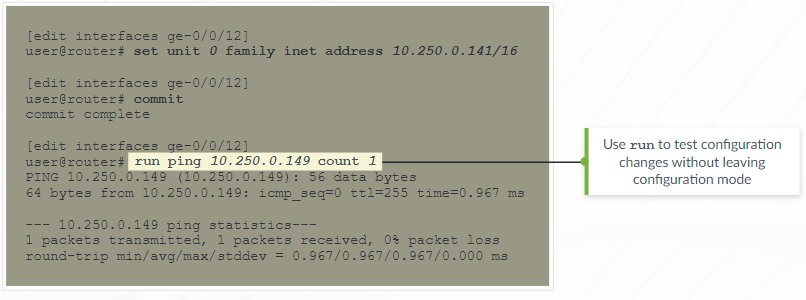 [edit interfaces ge-0/0/12]
user@router# set unit 0 family inet address 10.250.0.141/16
[edit interfaces ge-0/0/12]
user@router# commit
commit complete
[edit interfaces ge-0/0/12]
user@router# run ping 10.250.0.149 count 1
PING 10.250.0.149 (10.250.0.149): 56 data bytes
64 bytes from 10.250.0.149: icmp_seq=0 ttl=255 time=0.967 ms
--- 10.250.0.149 ping statistics---
1 packets transmitted, 1 packets received, 0% packet loss
round-trip min/avg/max/stddev = 0.967/0.967/0.967/0.000 ms
Use run to test configuration
changes without leaving
configuration mode